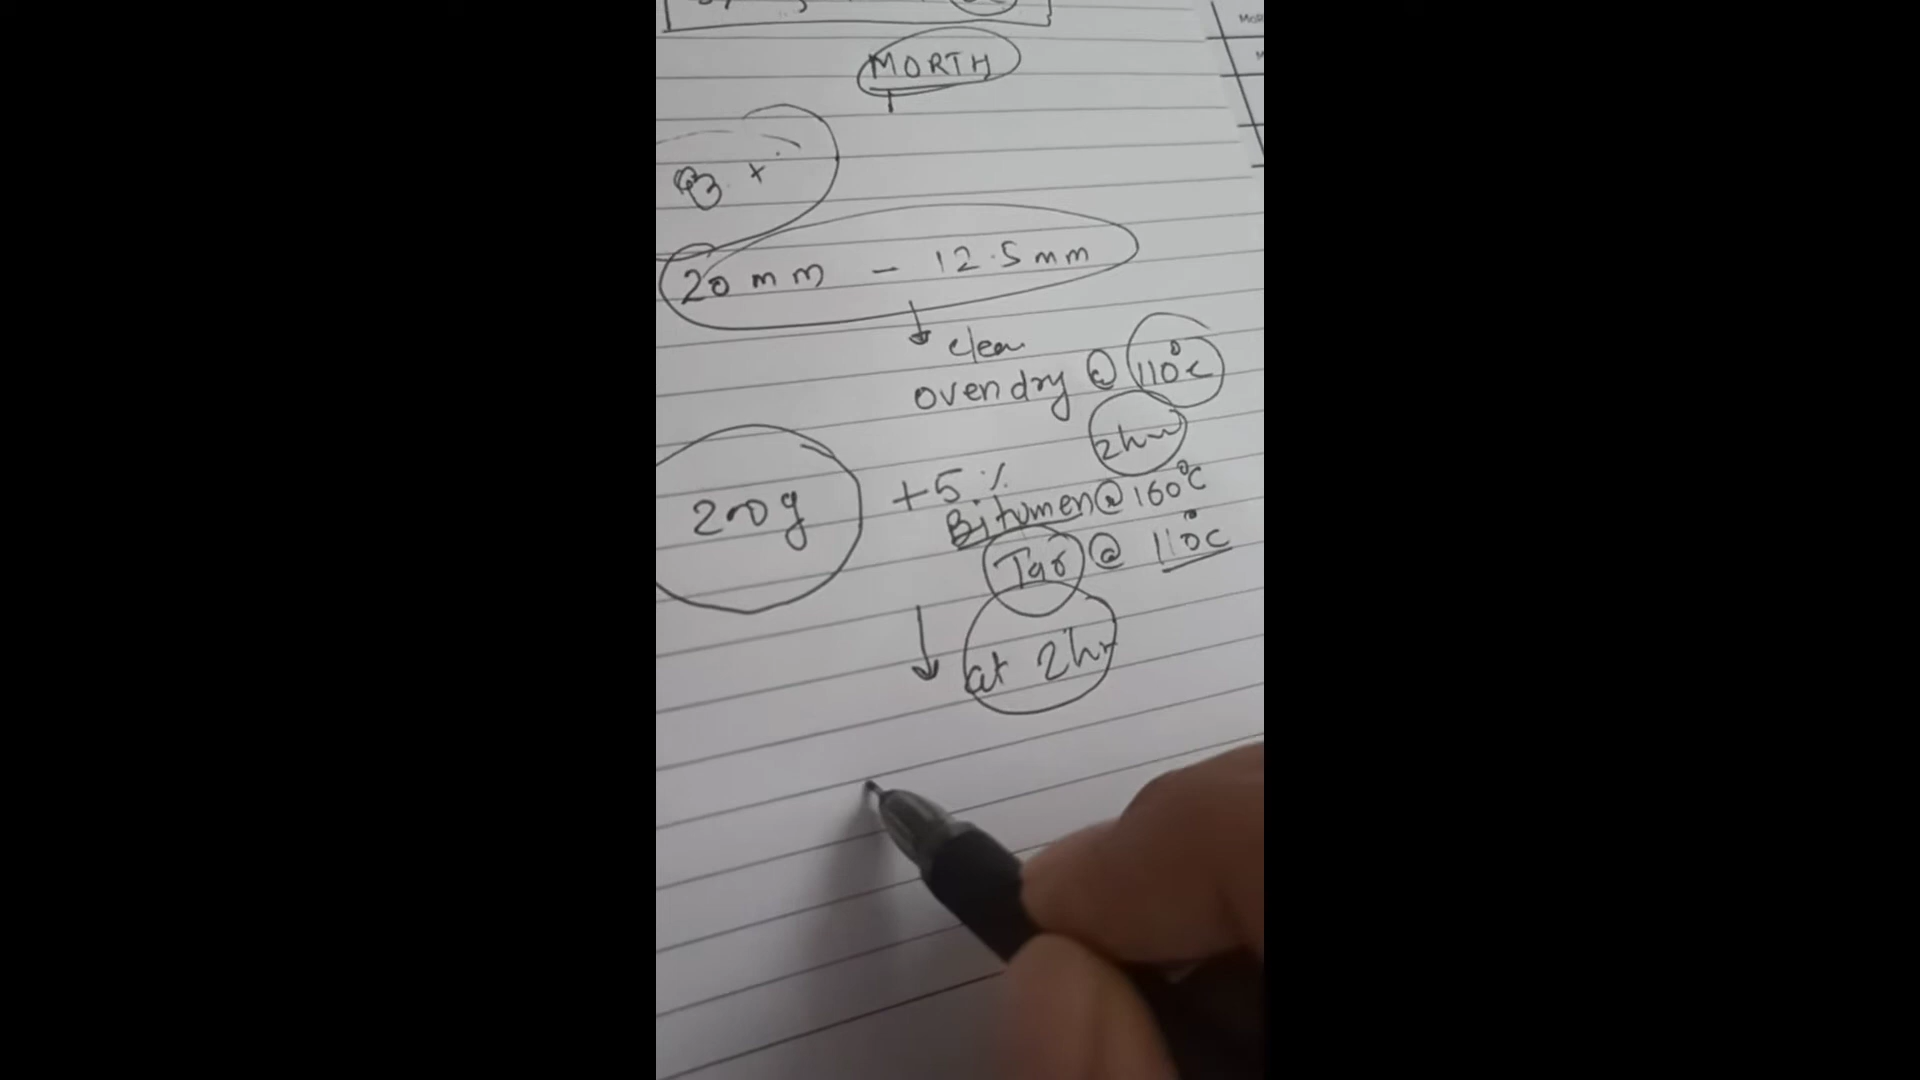 MORTH
20 mm - 12.5 mm
clean
oven dry @ 110°C
2hr
200g + 5 %
Bitumen @ 160°C
Tar @ 110°C
at 2hr